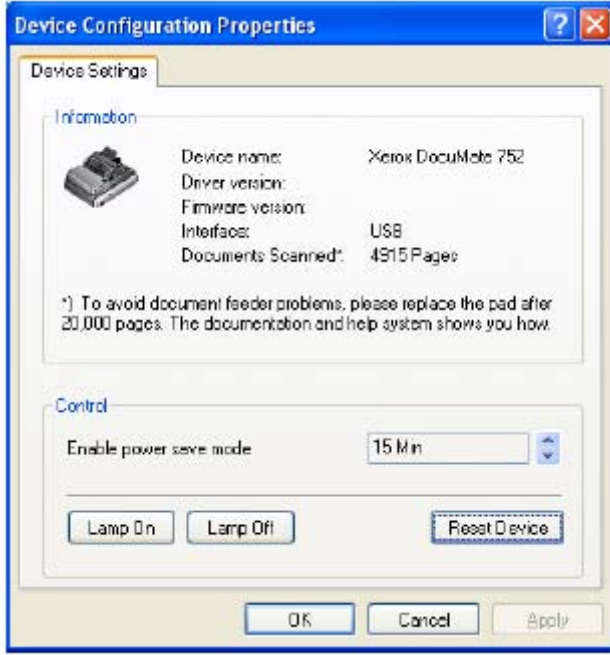 Device Configuration Properties
Device Settings
Information
Device name: Xerox DocuMate 752
Driver version:
Firmware version:
Interface: USB
Documents Scanned*: 4915 Pages
*) To avoid document feeder problems, please replace the pad after
20,000 pages. The documentation and help system shows you how.
Control
Enable power save mode 15 Min
Lamp On Lamp Off Reset Device
OK Cancel Apply